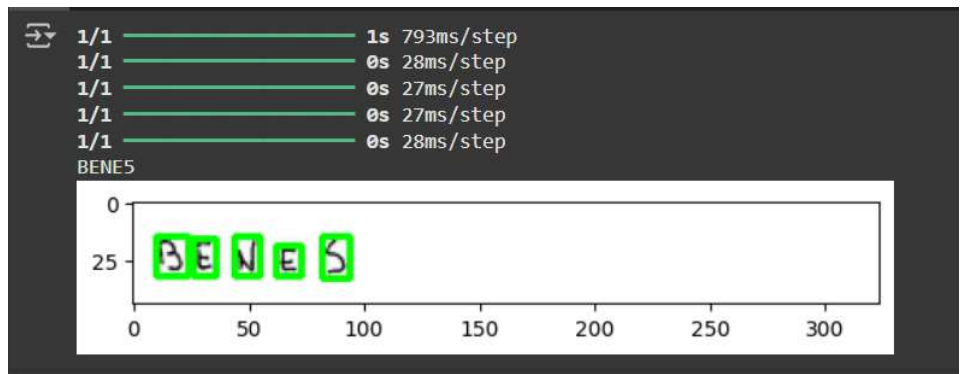 1/1 1s 793ms/step
1/1 0s 28ms/step
1/1 0s 27ms/step
1/1 0s 27ms/step
1/1 0s 28ms/step
BENE5
0
25
B E N E S
0 50 100 150 200 250 300